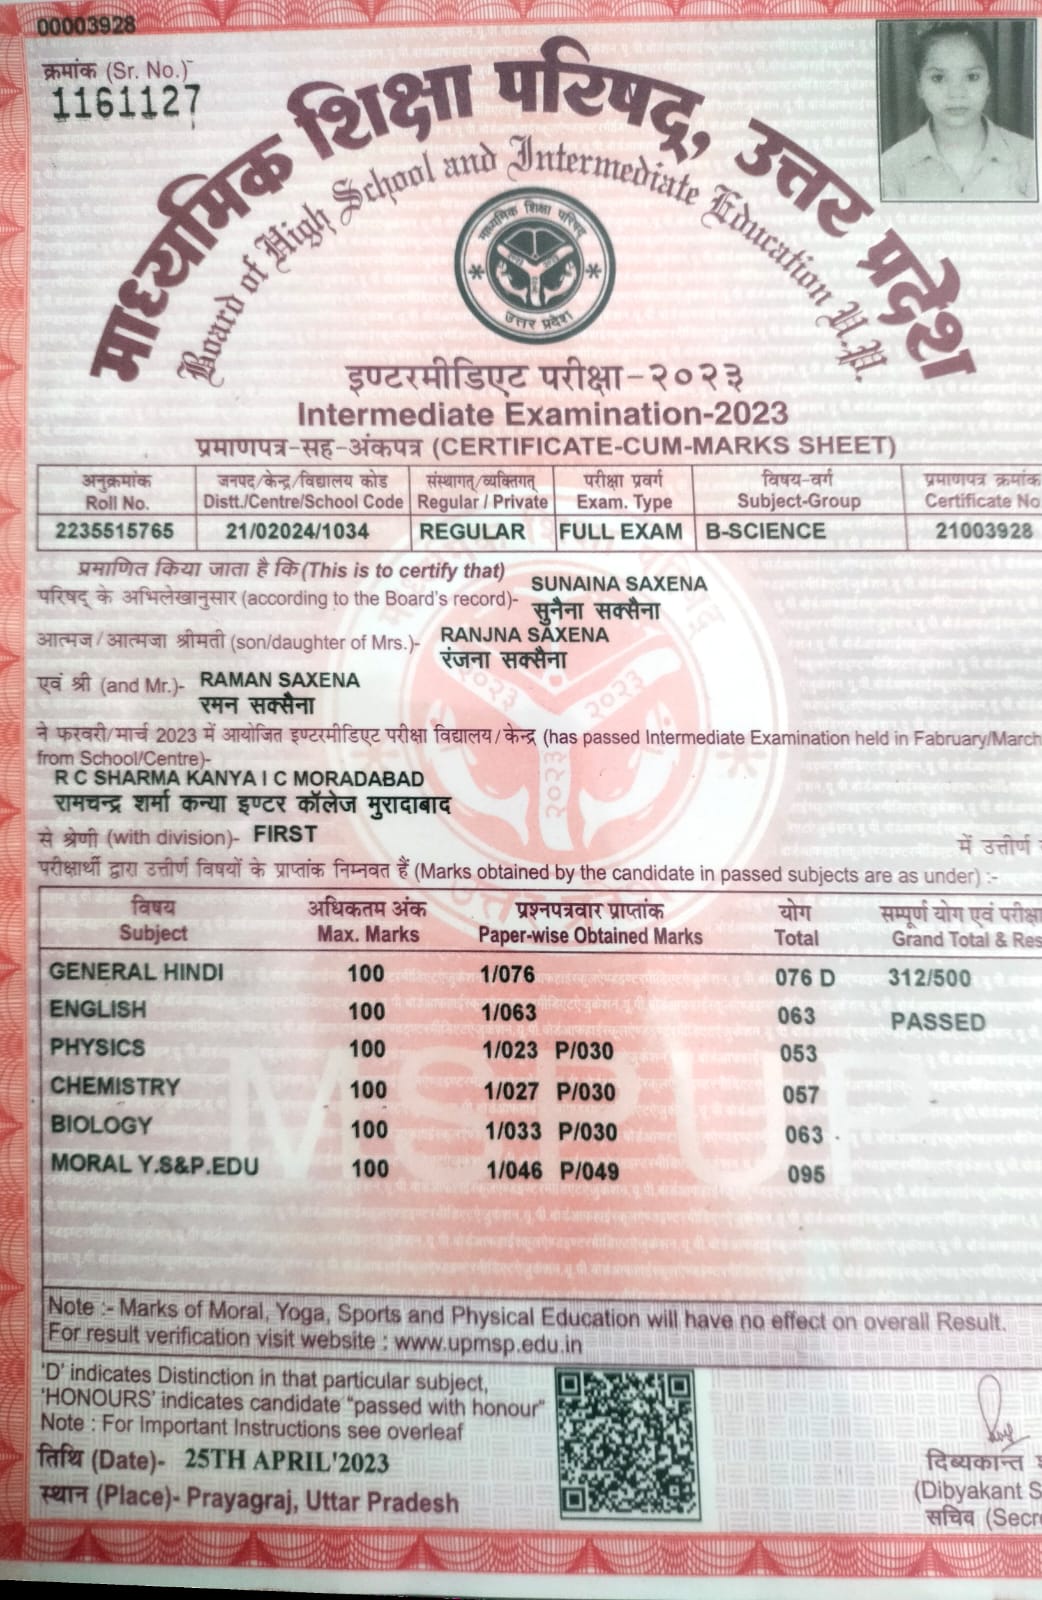 00003928
क्रमांक (Sr. No.)
1161127
माध्यमिक शिक्षा परिषद्, उत्तर प्रदेश
Board of High School and Intermediate Education U.P.
माध्यमिक शिक्षा परिषद्
उत्तर प्रदेश
इण्टरमीडिएट परीक्षा-२०२३
Intermediate Examination-2023
प्रमाणपत्र-सह-अंकपत्र (CERTIFICATE-CUM-MARKS SHEET)
अनुक्रमांक जनपद/केन्द्र/विद्यालय कोड संस्थागत्/व्यक्तिगत् परीक्षा प्रवर्ग विषय-वर्ग प्रमाणपत्र क्रमांक
Roll No. Distt./Centre/School Code Regular / Private Exam. Type Subject-Group Certificate No
2235515765 21/02024/1034 REGULAR FULL EXAM B-SCIENCE 21003928
प्रमाणित किया जाता है कि (This is to certify that)
SUNAINA SAXENA
परिषद् के अभिलेखानुसार (according to the Board's record)- सुनैना सक्सैना
आत्मज/आत्मजा श्रीमती (son/daughter of Mrs.)- RANJNA SAXENA
रंजना सक्सैना
एवं श्री (and Mr.)- RAMAN SAXENA
रमन सक्सैना
ने फरवरी/मार्च 2023 में आयोजित इण्टरमीडिएट परीक्षा विद्यालय/केन्द्र (has passed Intermediate Examination held in Fabruary/March
from School/Centre)-
R C SHARMA KANYA I C MORADABAD
रामचन्द्र शर्मा कन्या इण्टर कॉलेज मुरादाबाद
से श्रेणी (with division)- FIRST में उत्तीर्ण
परीक्षार्थी द्वारा उत्तीर्ण विषयों के प्राप्तांक निम्नवत हैं (Marks obtained by the candidate in passed subjects are as under) :-
विषय अधिकतम अंक प्रश्नपत्रवार प्राप्तांक योग सम्पूर्ण योग एवं परीक्षा
Subject Max. Marks Paper-wise Obtained Marks Total Grand Total & Res
GENERAL HINDI 100 1/076 076 D 312/500
ENGLISH 100 1/063 063 PASSED
PHYSICS 100 1/023 P/030 053
CHEMISTRY 100 1/027 P/030 057
BIOLOGY 100 1/033 P/030 063
MORAL Y.S&P.EDU 100 1/046 P/049 095
MSPUP
Note :- Marks of Moral, Yoga, Sports and Physical Education will have no effect on overall Result.
For result verification visit website : www.upmsp.edu.in
'D' indicates Distinction in that particular subject,
'HONOURS' indicates candidate "passed with honour"
Note : For Important Instructions see overleaf
तिथि (Date)- 25TH APRIL'2023
स्थान (Place)- Prayagraj, Uttar Pradesh
दिब्यकान्त
(Dibyakant S
सचिव (Secre